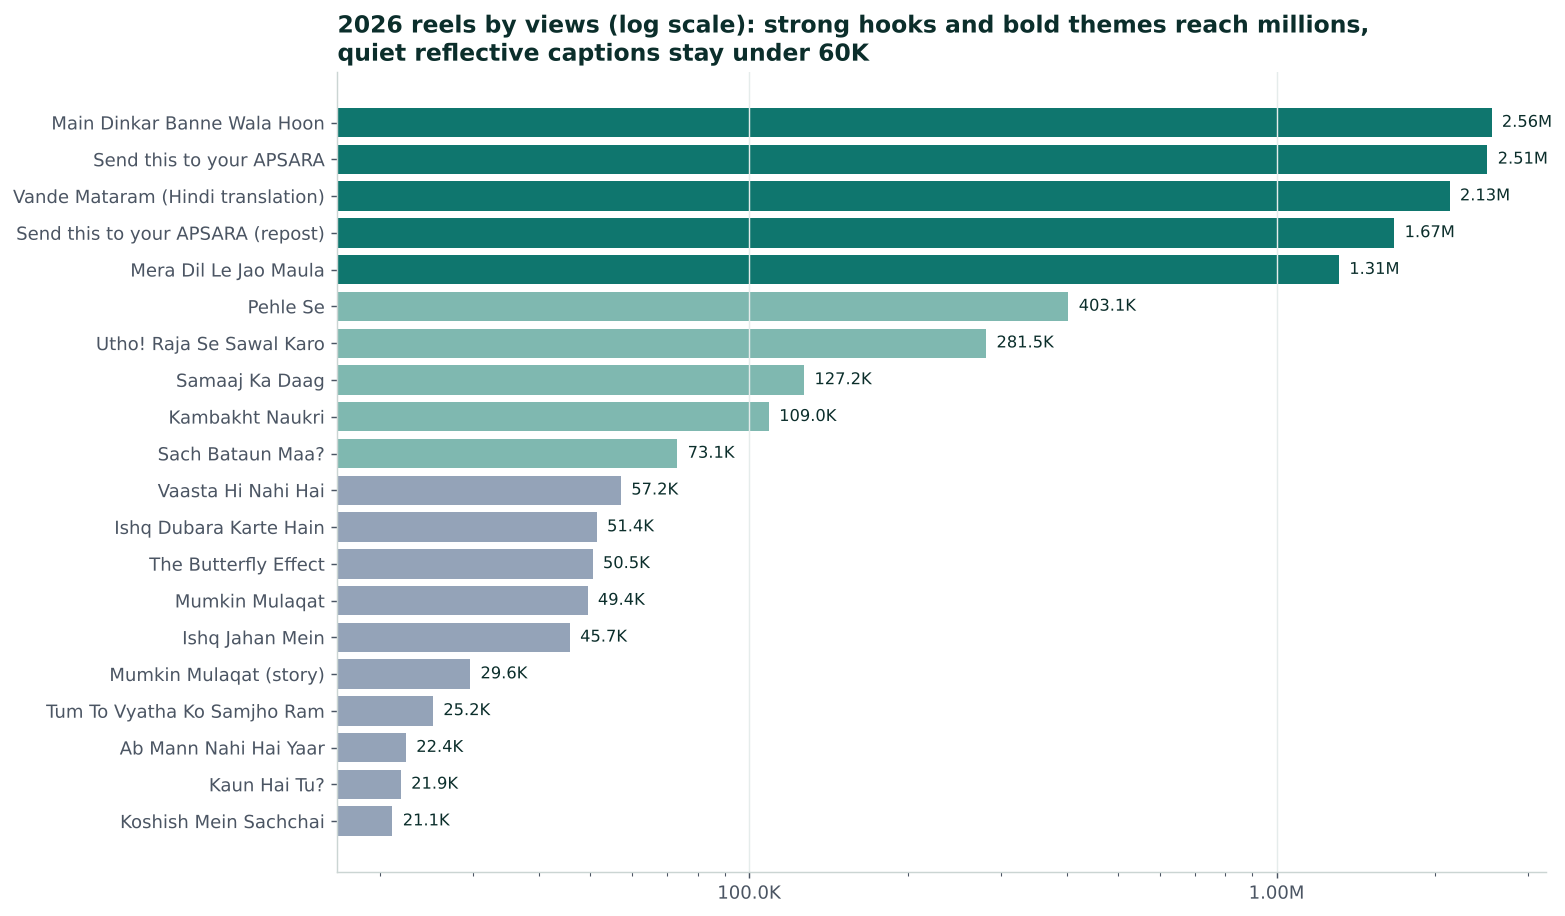 2026 reels by views (log scale): strong hooks and bold themes reach millions,
quiet reflective captions stay under 60K
Main Dinkar Banne Wala Hoon 2.56M
Send this to your APSARA 2.51M
Vande Mataram (Hindi translation) 2.13M
Send this to your APSARA (repost) 1.67M
Mera Dil Le Jao Maula 1.31M
Pehle Se 403.1K
Utho! Raja Se Sawal Karo 281.5K
Samaaj Ka Daag 127.2K
Kambakht Naukri 109.0K
Sach Bataun Maa? 73.1K
Vaasta Hi Nahi Hai 57.2K
Ishq Dubara Karte Hain 51.4K
The Butterfly Effect 50.5K
Mumkin Mulaqat 49.4K
Ishq Jahan Mein 45.7K
Mumkin Mulaqat (story) 29.6K
Tum To Vyatha Ko Samjho Ram 25.2K
Ab Mann Nahi Hai Yaar 22.4K
Kaun Hai Tu? 21.9K
Koshish Mein Sachchai 21.1K
100.0K 1.00M